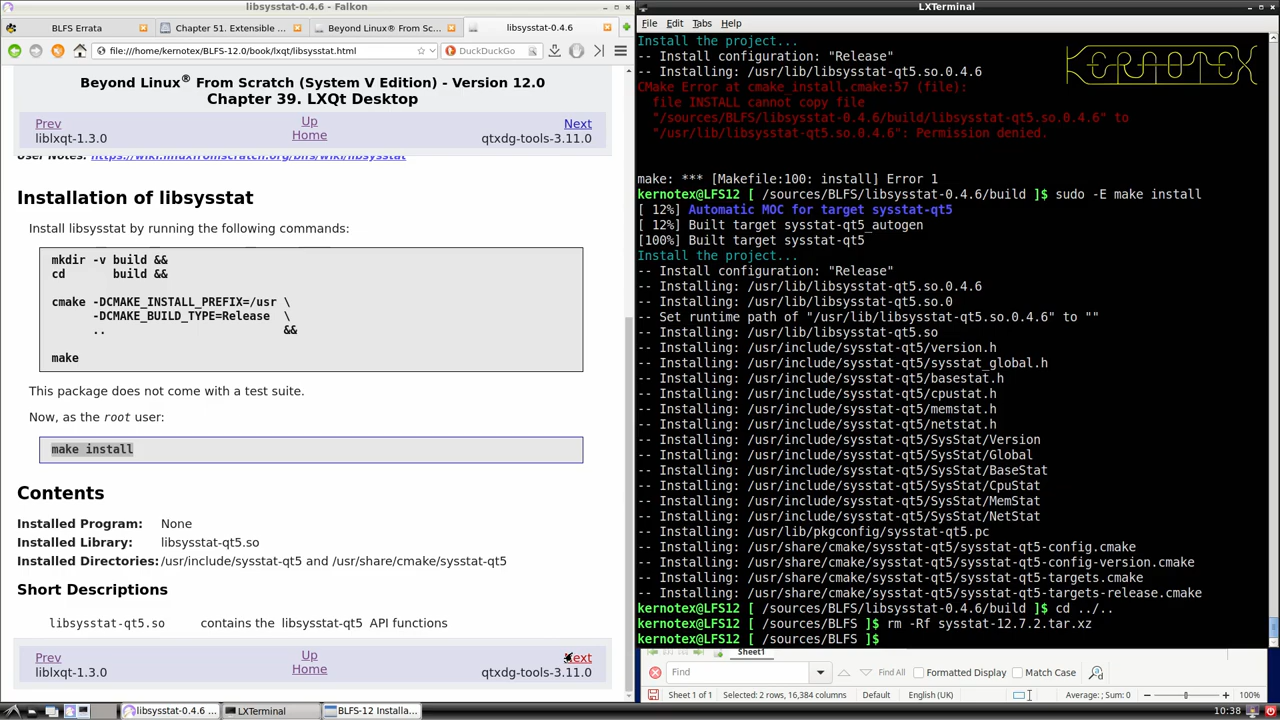 libsysstat-0.4.6 - Falkon
BLFS Errata
Chapter 51. Extensible
Beyond Linux® From Sc
libsysstat-0.4.6
file:///home/kernotex/BLFS-12.0/book/lxqt/libsysstat.html
DuckDuckGo
Beyond Linux® From Scratch (System V Edition) - Version 12.0
Chapter 39. LXQt Desktop
Prev
Up
Next
liblxqt-1.3.0
Home
qtxdg-tools-3.11.0
User Notes: https://wiki.linuxfromscratch.org/blfs/wiki/libsysstat
Installation of libsysstat
Install libsysstat by running the following commands:
mkdir -v build &&
cd       build &&
cmake -DCMAKE_INSTALL_PREFIX=/usr \
      -DCMAKE_BUILD_TYPE=Release  \
      ..                          &&
make
This package does not come with a test suite.
Now, as the root user:
make install
Contents
Installed Program: None
Installed Library: libsysstat-qt5.so
Installed Directories: /usr/include/sysstat-qt5 and /usr/share/cmake/sysstat-qt5
Short Descriptions
libsysstat-qt5.so contains the libsysstat-qt5 API functions
Prev
Up
Next
liblxqt-1.3.0
Home
qtxdg-tools-3.11.0
LXTerminal
File Edit Tabs Help
KERNOTEX
Install the project...
-- Install configuration: "Release"
-- Installing: /usr/lib/libsysstat-qt5.so.0.4.6
CMake Error at cmake_install.cmake:57 (file):
  file INSTALL cannot copy file
  "/sources/BLFS/libsysstat-0.4.6/build/libsysstat-qt5.so.0.4.6" to
  "/usr/lib/libsysstat-qt5.so.0.4.6": Permission denied.
make: *** [Makefile:100: install] Error 1
kernotex@LFS12 [ /sources/BLFS/libsysstat-0.4.6/build ]$ sudo -E make install
[ 12%] Automatic MOC for target sysstat-qt5
[ 12%] Built target sysstat-qt5_autogen
[100%] Built target sysstat-qt5
Install the project...
-- Install configuration: "Release"
-- Installing: /usr/lib/libsysstat-qt5.so.0.4.6
-- Installing: /usr/lib/libsysstat-qt5.so.0
-- Set runtime path of "/usr/lib/libsysstat-qt5.so.0.4.6" to ""
-- Installing: /usr/lib/libsysstat-qt5.so
-- Installing: /usr/include/sysstat-qt5/version.h
-- Installing: /usr/include/sysstat-qt5/sysstat_global.h
-- Installing: /usr/include/sysstat-qt5/basestat.h
-- Installing: /usr/include/sysstat-qt5/cpustat.h
-- Installing: /usr/include/sysstat-qt5/memstat.h
-- Installing: /usr/include/sysstat-qt5/netstat.h
-- Installing: /usr/include/sysstat-qt5/SysStat/Version
-- Installing: /usr/include/sysstat-qt5/SysStat/Global
-- Installing: /usr/include/sysstat-qt5/SysStat/BaseStat
-- Installing: /usr/include/sysstat-qt5/SysStat/CpuStat
-- Installing: /usr/include/sysstat-qt5/SysStat/MemStat
-- Installing: /usr/include/sysstat-qt5/SysStat/NetStat
-- Installing: /usr/lib/pkgconfig/sysstat-qt5.pc
-- Installing: /usr/share/cmake/sysstat-qt5/sysstat-qt5-config.cmake
-- Installing: /usr/share/cmake/sysstat-qt5/sysstat-qt5-config-version.cmake
-- Installing: /usr/share/cmake/sysstat-qt5/sysstat-qt5-targets.cmake
-- Installing: /usr/share/cmake/sysstat-qt5/sysstat-qt5-targets-release.cmake
kernotex@LFS12 [ /sources/BLFS/libsysstat-0.4.6/build ]$ cd ../..
kernotex@LFS12 [ /sources/BLFS ]$ rm -Rf sysstat-12.7.2.tar.xz
kernotex@LFS12 [ /sources/BLFS ]$
Sheet1
Find
Find All
Formatted Display
Match Case
Sheet 1 of 1
Selected: 2 rows, 16,384 columns
Default
English (UK)
Average: ; Sum: 0
100%
libsysstat-0.4.6 ...
LXTerminal
BLFS-12 Installa...
10:38